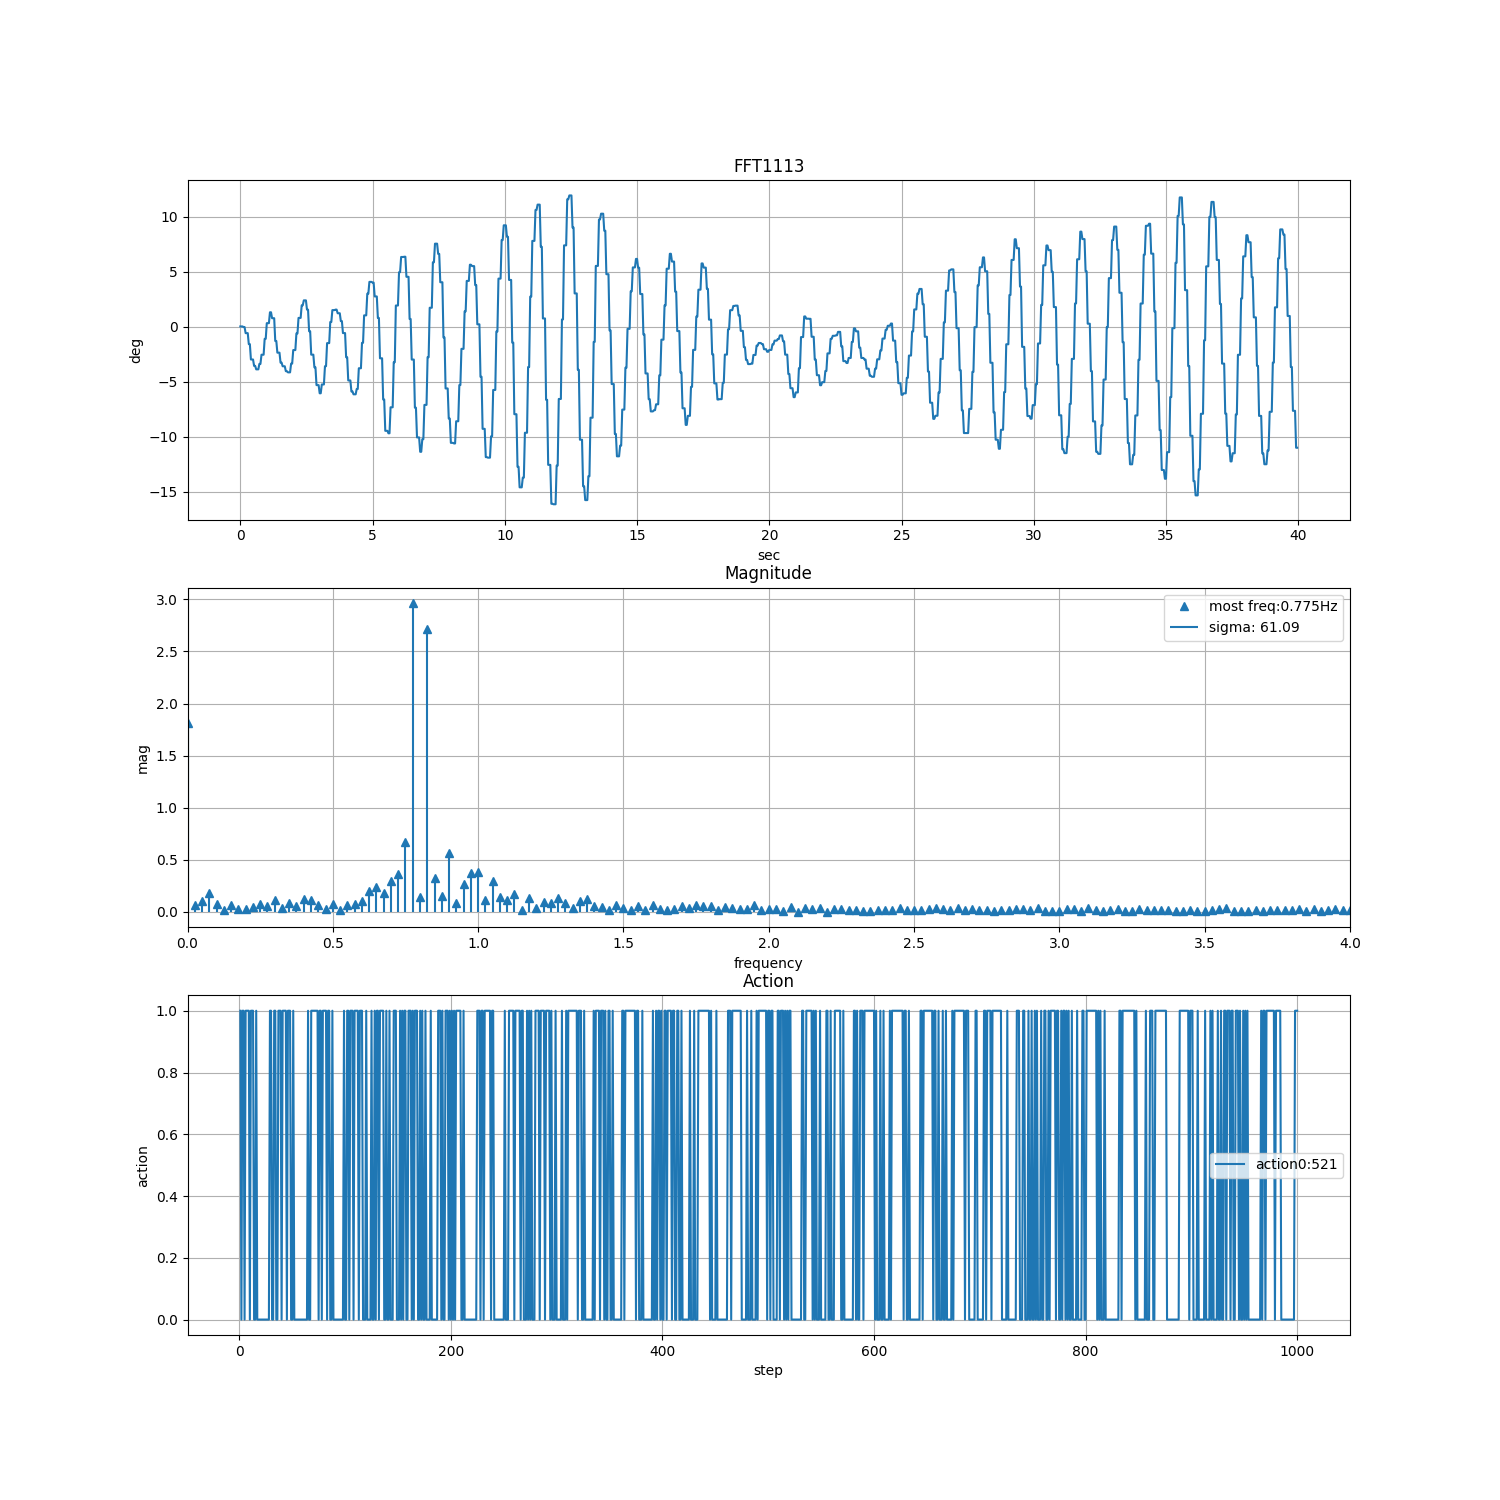 FFT1113
10
5
0
−5
−10
−15
deg
0 5 10 15 20 25 30 35 40
sec
Magnitude
3.0
2.5
2.0
1.5
1.0
0.5
0.0
mag
most freq:0.775Hz
sigma: 61.09
0.0 0.5 1.0 1.5 2.0 2.5 3.0 3.5 4.0
frequency
Action
1.0
0.8
0.6
0.4
0.2
0.0
action
action0:521
0 200 400 600 800 1000
step